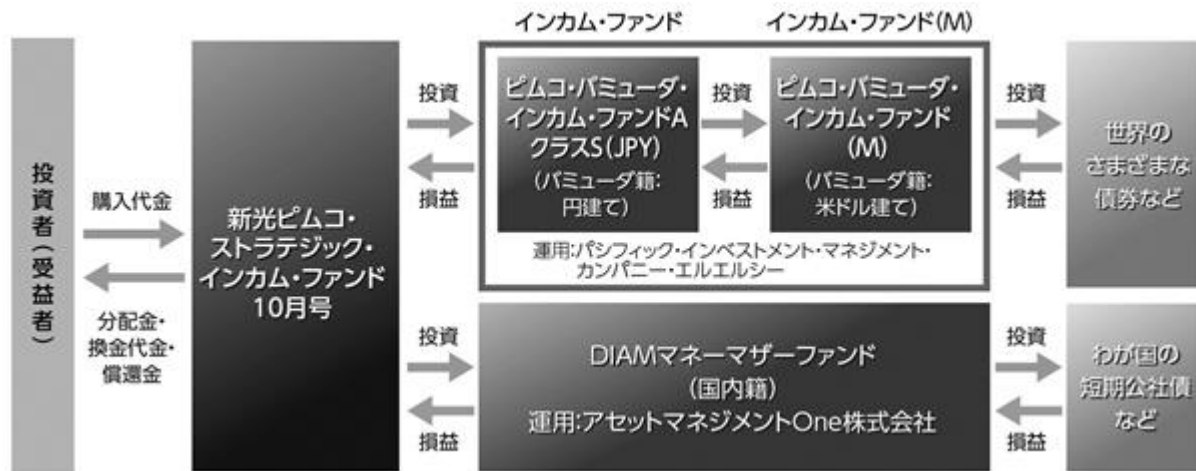 インカム・ファンド
インカム・ファンド(M)
投資者(受益者)
購入代金
分配金・
換金代金・
償還金
新光ピムコ・
ストラテジック・
インカム・ファンド
10月号
投資
損益
ピムコ・バミューダ・
インカム・ファンドA
クラスS(JPY)
(バミューダ籍:
円建て)
投資
損益
ピムコ・バミューダ・
インカム・ファンド
(M)
(バミューダ籍:
米ドル建て)
運用:パシフィック・インベストメント・マネジメント・
カンパニー・エルエルシー
投資
損益
世界の
さまざまな
債券など
投資
損益
DIAMマネーマザーファンド
(国内籍)
運用:アセットマネジメントOne株式会社
投資
損益
わが国の
短期公社債
など